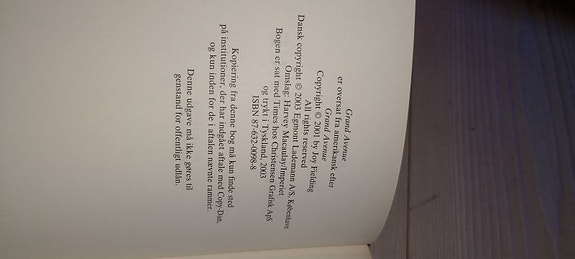 Grand Avenue
er oversat fra amerikansk efter
Grand Avenue
Copyright © 2001 by Joy Fielding
All rights reserved
Dansk copyright © 2003 Egmont Lademann A/S, København
Omslag: Harvey Macaulay/Imperiet
Bogen er sat med Times hos Christensen Grafisk ApS
og trykt i Tyskland, 2003
ISBN 87-632-0098-8
Kopiering fra denne bog må kun finde sted
på institutioner, der har indgået aftale med Copy-Dan,
og kun inden for de i aftalen nævnte rammer.
Denne udgave må ikke gøres til
genstand for offentligt udlån.